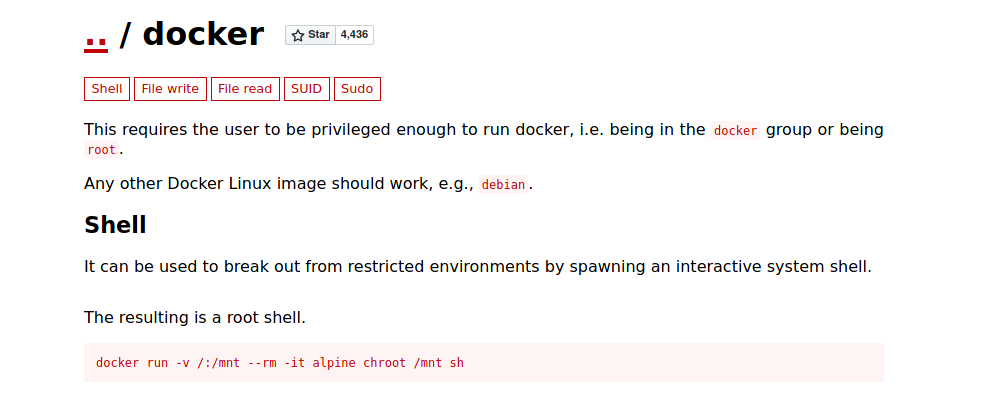 .. / docker Star 4,436
Shell File write File read SUID Sudo
This requires the user to be privileged enough to run docker, i.e. being in the docker group or being
root.
Any other Docker Linux image should work, e.g., debian.
Shell
It can be used to break out from restricted environments by spawning an interactive system shell.
The resulting is a root shell.
docker run -v /:/mnt --rm -it alpine chroot /mnt sh